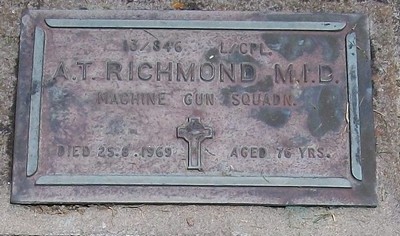 13/846 L/CPL
A.T. RICHMOND, M.I.D.
MACHINE GUN SQUADN.
DIED 25.8.1969 AGED 76 YRS.